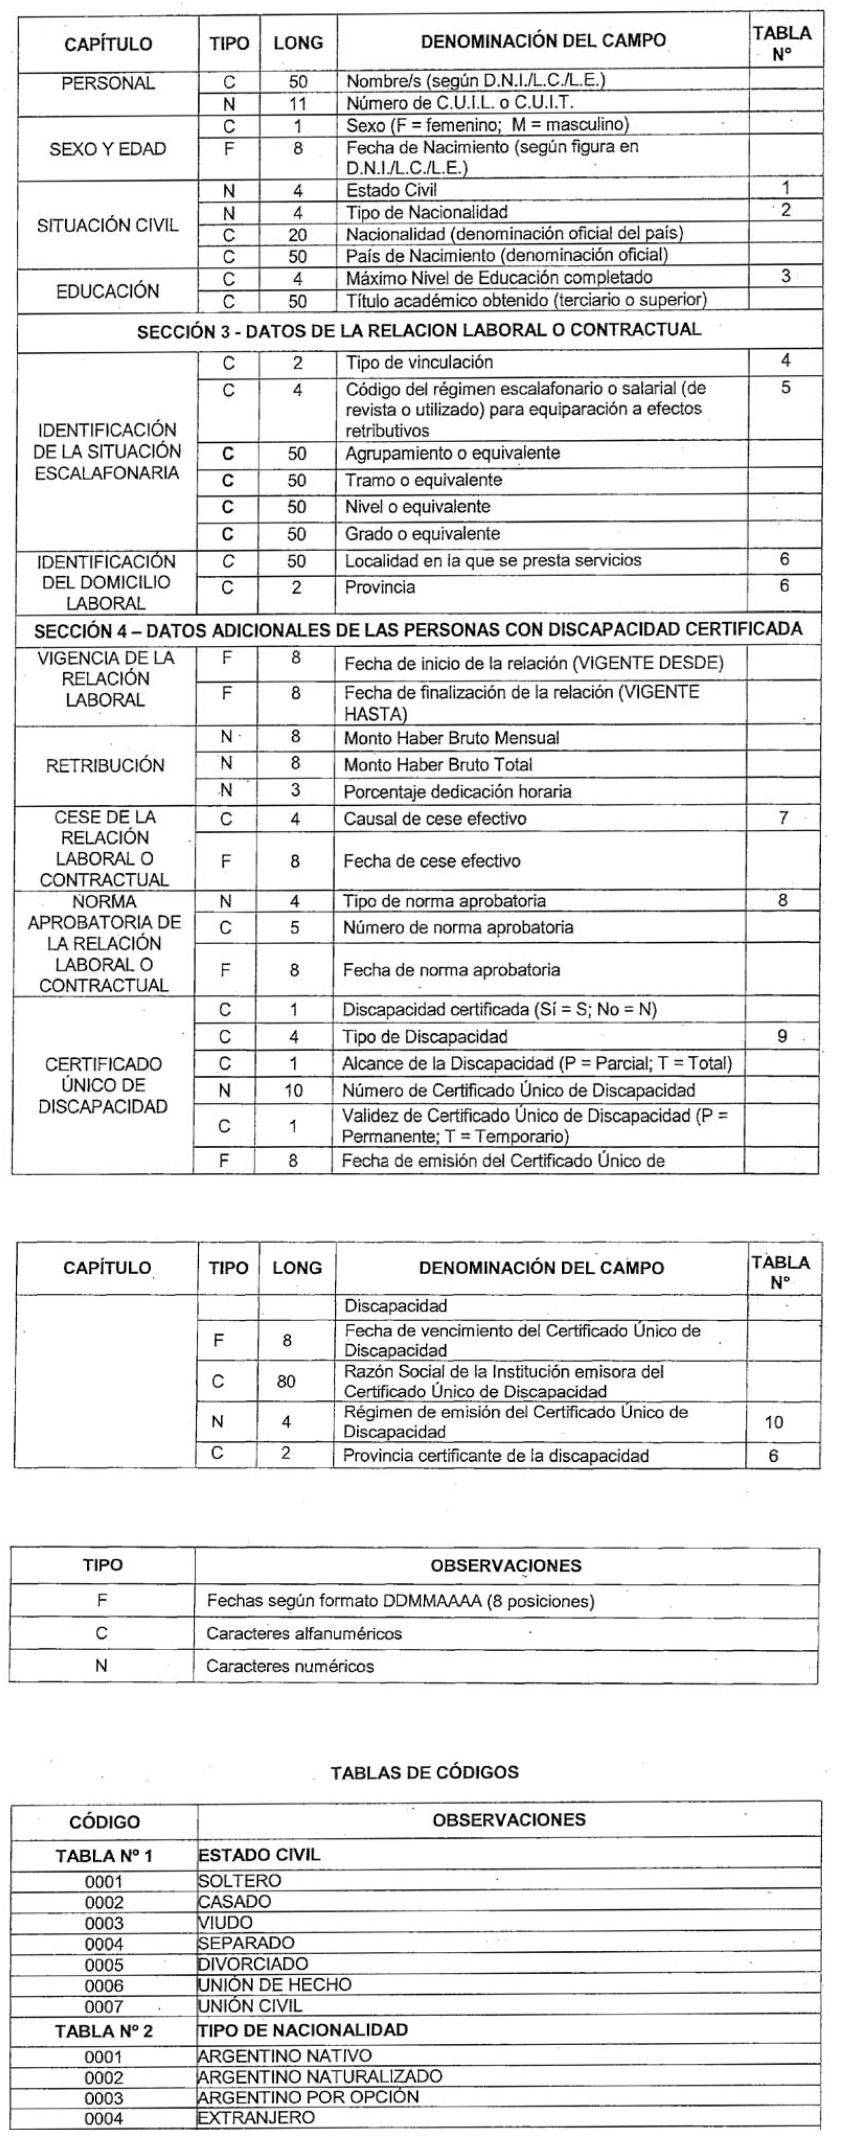 CAPÍTULO TIPO LONG DENOMINACIÓN DEL CAMPO TABLA N°
PERSONAL C 50 Nombre/s (según D.N.I./L.C./L.E.)
N 11 Número de C.U.I.L. o C.U.I.T.
SEXO Y EDAD C 1 Sexo (F = femenino; M = masculino)
F 8 Fecha de Nacimiento (según figura en
D.N.I./L.C./L.E.)
SITUACIÓN CIVIL N 4 Estado Civil 1
N 4 Tipo de Nacionalidad 2
C 20 Nacionalidad (denominación oficial del país)
C 50 País de Nacimiento (denominación oficial)
EDUCACIÓN C 4 Máximo Nivel de Educación completado 3
C 50 Título académico obtenido (terciario o superior)
SECCIÓN 3 - DATOS DE LA RELACION LABORAL O CONTRACTUAL
IDENTIFICACIÓN
DE LA SITUACIÓN
ESCALAFONARIA
C 2 Tipo de vinculación 4
C 4 Código del régimen escalafonario o salarial (de 5
revista o utilizado) para equiparación a efectos
retributivos
C 50 Agrupamiento o equivalente
C 50 Tramo o equivalente
C 50 Nivel o equivalente
C 50 Grado o equivalente
IDENTIFICACIÓN
DEL DOMICILIO
LABORAL
C 50 Localidad en la que se presta servicios 6
C 2 Provincia 6
SECCIÓN 4 – DATOS ADICIONALES DE LAS PERSONAS CON DISCAPACIDAD CERTIFICADA
VIGENCIA DE LA
RELACIÓN
LABORAL
F 8 Fecha de inicio de la relación (VIGENTE DESDE)
F 8 Fecha de finalización de la relación (VIGENTE
HASTA)
RETRIBUCIÓN N 8 Monto Haber Bruto Mensual
N 8 Monto Haber Bruto Total
N 3 Porcentaje dedicación horaria
CESE DE LA
RELACIÓN
LABORAL O
CONTRACTUAL
C 4 Causal de cese efectivo 7
F 8 Fecha de cese efectivo
NORMA
APROBATORIA DE
LA RELACIÓN
LABORAL O
CONTRACTUAL
N 4 Tipo de norma aprobatoria 8
C 5 Número de norma aprobatoria
F 8 Fecha de norma aprobatoria
CERTIFICADO
ÚNICO DE
DISCAPACIDAD
C 1 Discapacidad certificada (Sí = S; No = N)
C 4 Tipo de Discapacidad 9
C 1 Alcance de la Discapacidad (P = Parcial; T = Total)
N 10 Número de Certificado Único de Discapacidad
C 1 Validez de Certificado Único de Discapacidad (P =
Permanente; T = Temporario)
F 8 Fecha de emisión del Certificado Único de
CAPÍTULO TIPO LONG DENOMINACIÓN DEL CAMPO TABLA N°
Discapacidad
F 8 Fecha de vencimiento del Certificado Único de
Discapacidad
C 80 Razón Social de la Institución emisora del
Certificado Único de Discapacidad
N 4 Régimen de emisión del Certificado Único de 10
Discapacidad
C 2 Provincia certificante de la discapacidad 6
TIPO OBSERVACIONES
F Fechas según formato DDMMAAAA (8 posiciones)
C Caracteres alfanuméricos
N Caracteres numéricos
TABLAS DE CÓDIGOS
CÓDIGO OBSERVACIONES
TABLA Nº 1 ESTADO CIVIL
0001 SOLTERO
0002 CASADO
0003 VIUDO
0004 SEPARADO
0005 DIVORCIADO
0006 UNIÓN DE HECHO
0007 UNIÓN CIVIL
TABLA Nº 2 TIPO DE NACIONALIDAD
0001 ARGENTINO NATIVO
0002 ARGENTINO NATURALIZADO
0003 ARGENTINO POR OPCIÓN
0004 EXTRANJERO